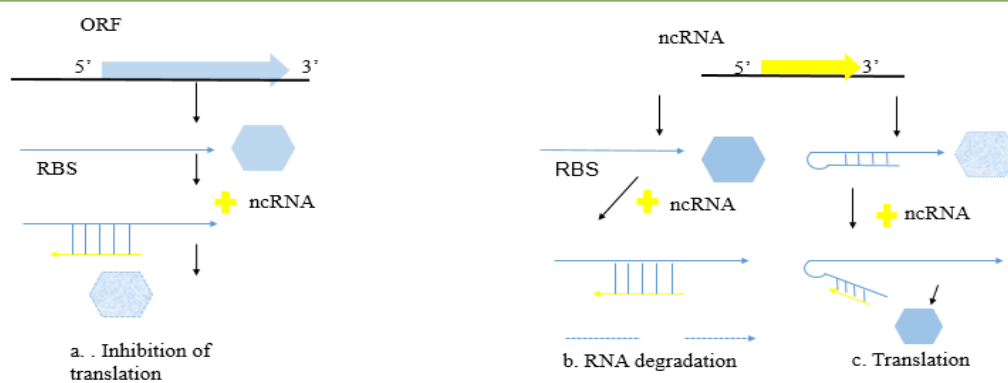 ORF
5’
3’
RBS
ncRNA
a. . Inhibition of
translation
ncRNA
5’
3’
RBS
ncRNA
ncRNA
b. RNA degradation
c. Translation